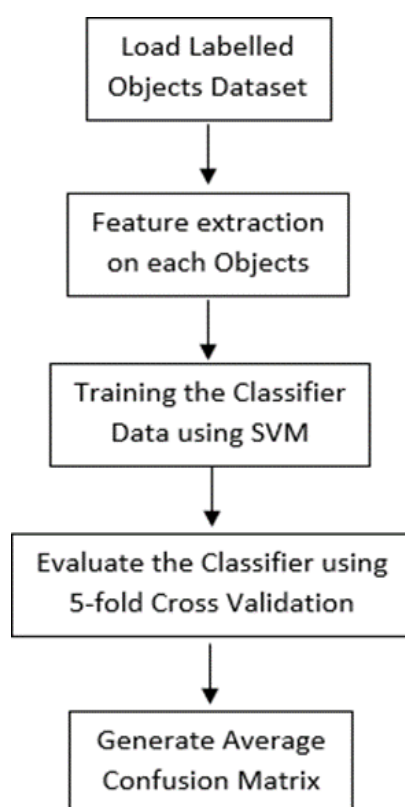 Load Labelled
Objects Dataset
Feature extraction
on each Objects
Training the Classifier
Data using SVM
Evaluate the Classifier using
5-fold Cross Validation
Generate Average
Confusion Matrix